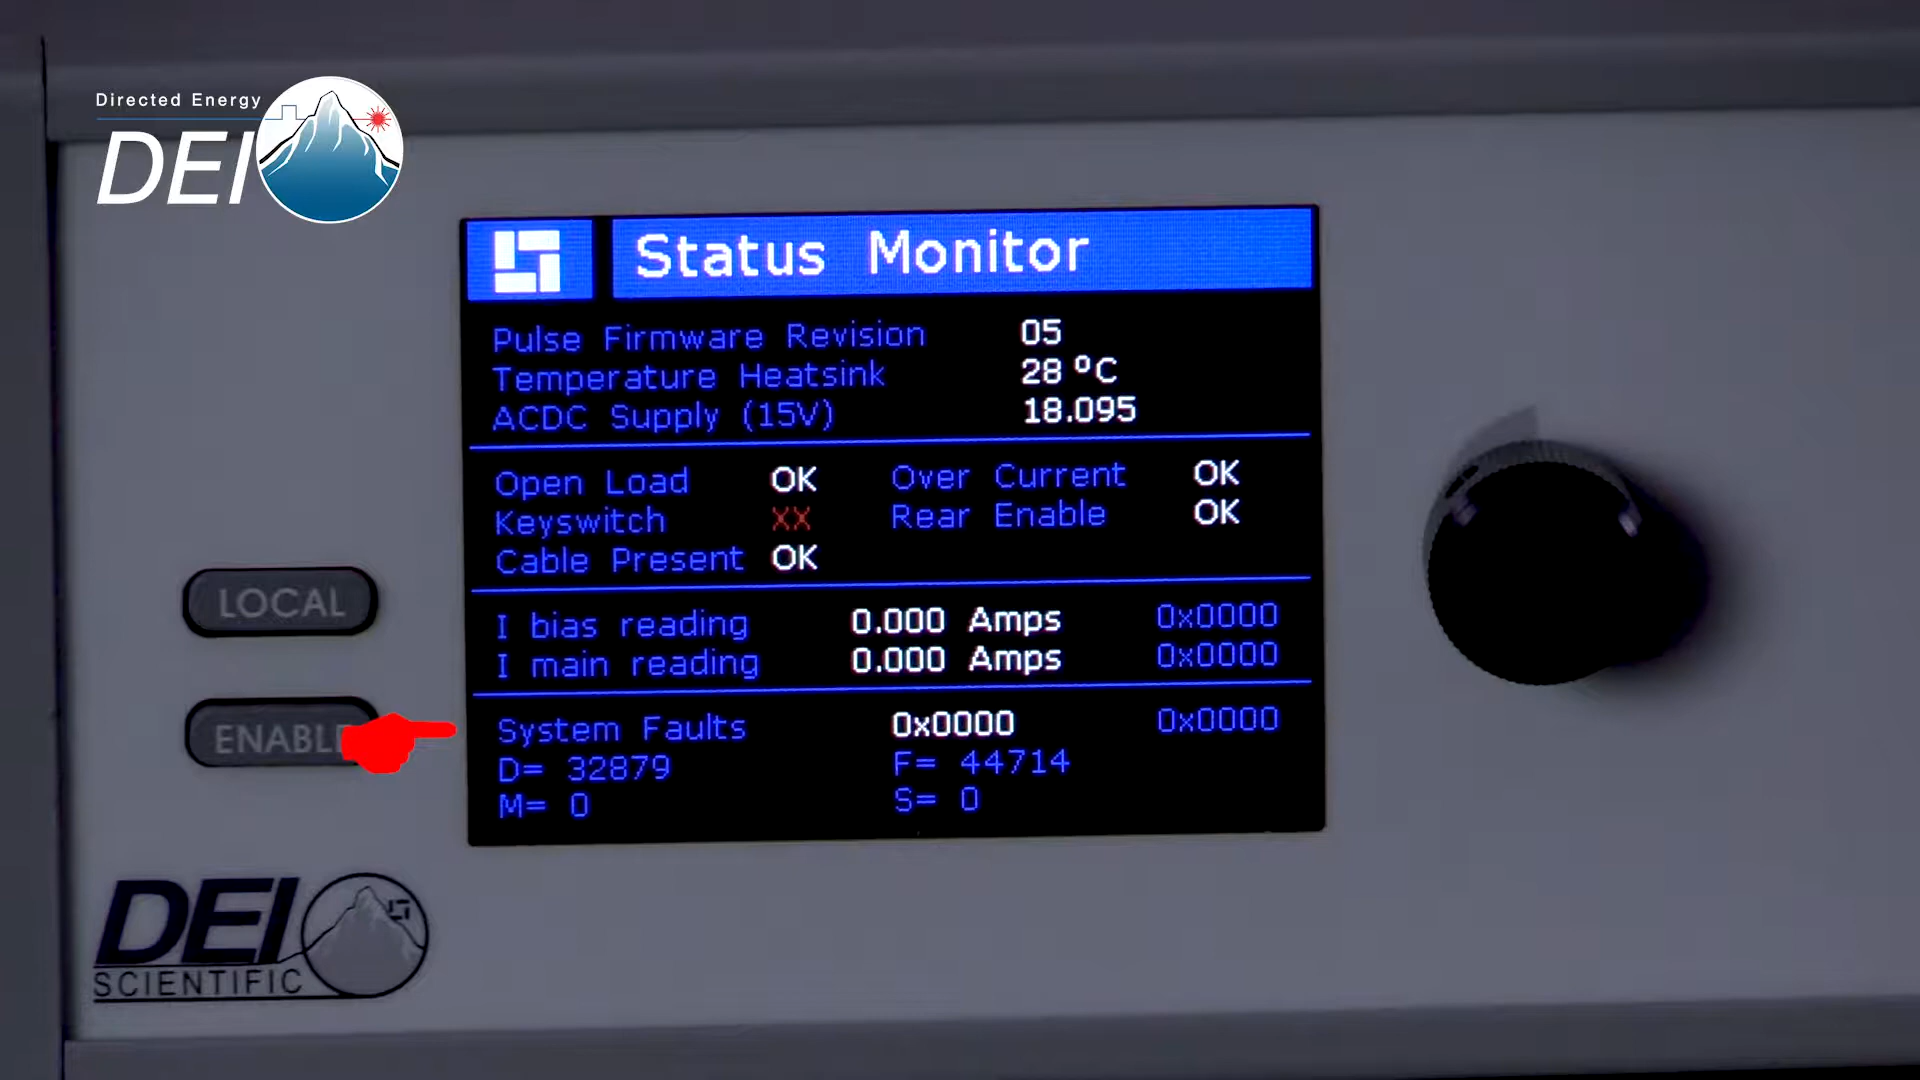 Directed Energy
DEI
Status Monitor
Pulse Firmware Revision 05
Temperature Heatsink 28 ºC
ACDC Supply (15V) 18.095
Open Load OK Over Current OK
Keyswitch XX Rear Enable OK
Cable Present OK
I bias reading 0.000 Amps 0x0000
I main reading 0.000 Amps 0x0000
System Faults 0x0000 0x0000
D= 32879 F= 44714
M= 0 S= 0
LOCAL
ENABLE
DEI
SCIENTIFIC